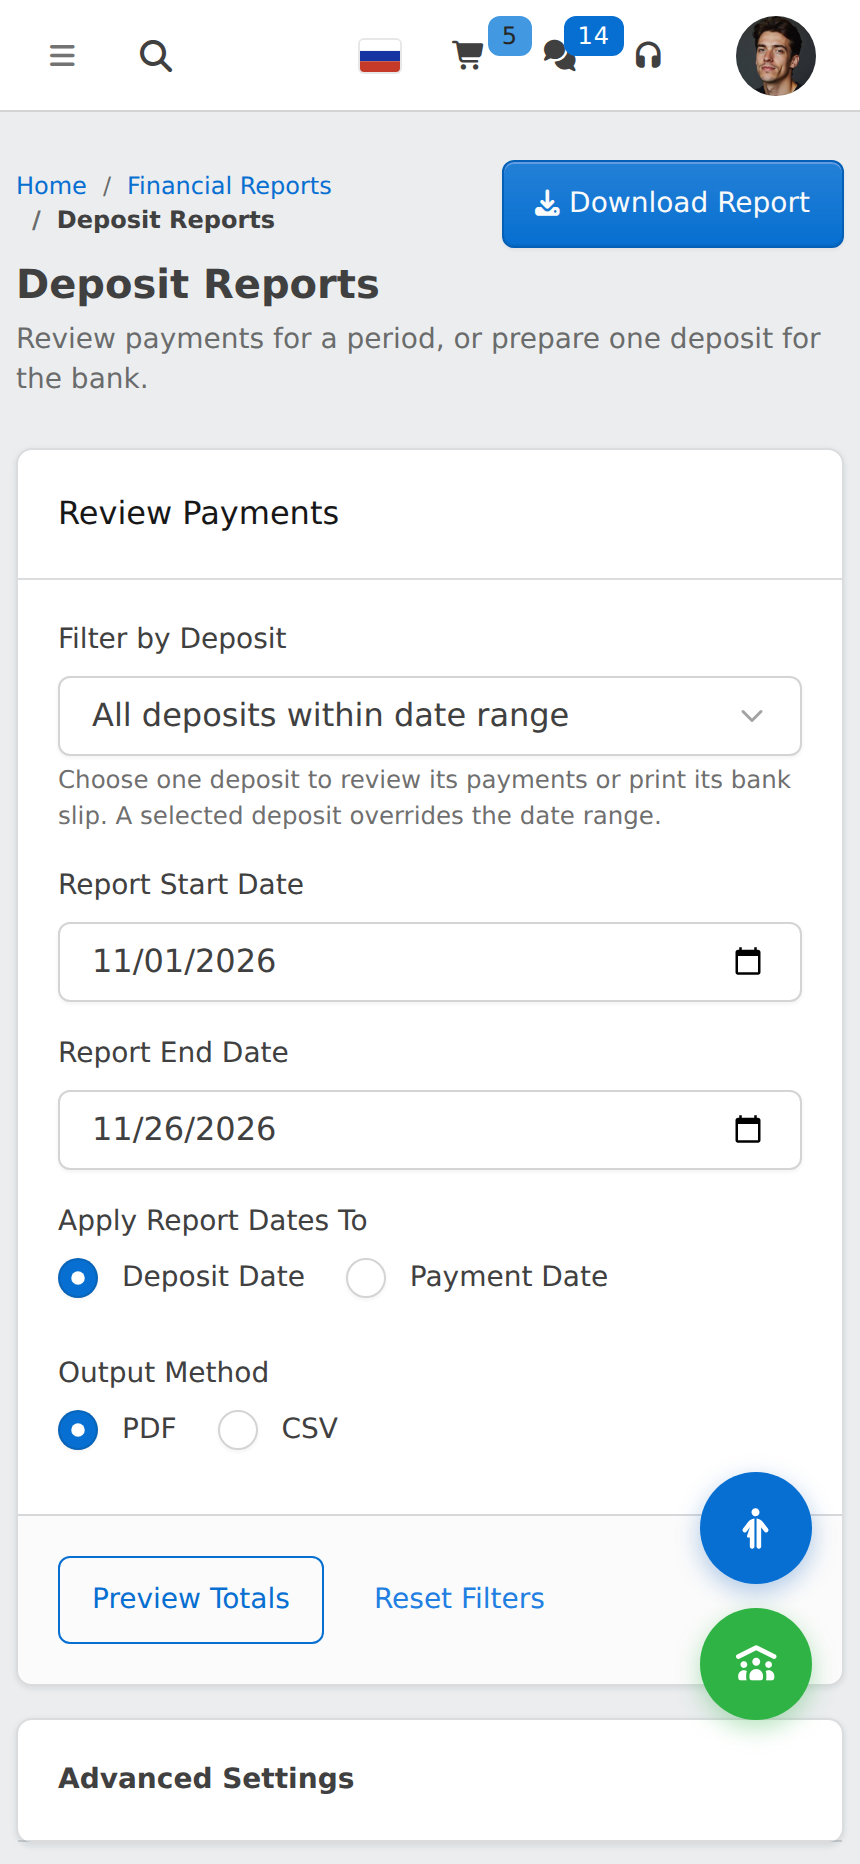 5
14
Home / Financial Reports
/ Deposit Reports
Download Report
Deposit Reports
Review payments for a period, or prepare one deposit for
the bank.
Review Payments
Filter by Deposit
All deposits within date range
Choose one deposit to review its payments or print its bank
slip. A selected deposit overrides the date range.
Report Start Date
11/01/2026
Report End Date
11/26/2026
Apply Report Dates To
Deposit Date Payment Date
Output Method
PDF CSV
Preview Totals Reset Filters
Advanced Settings